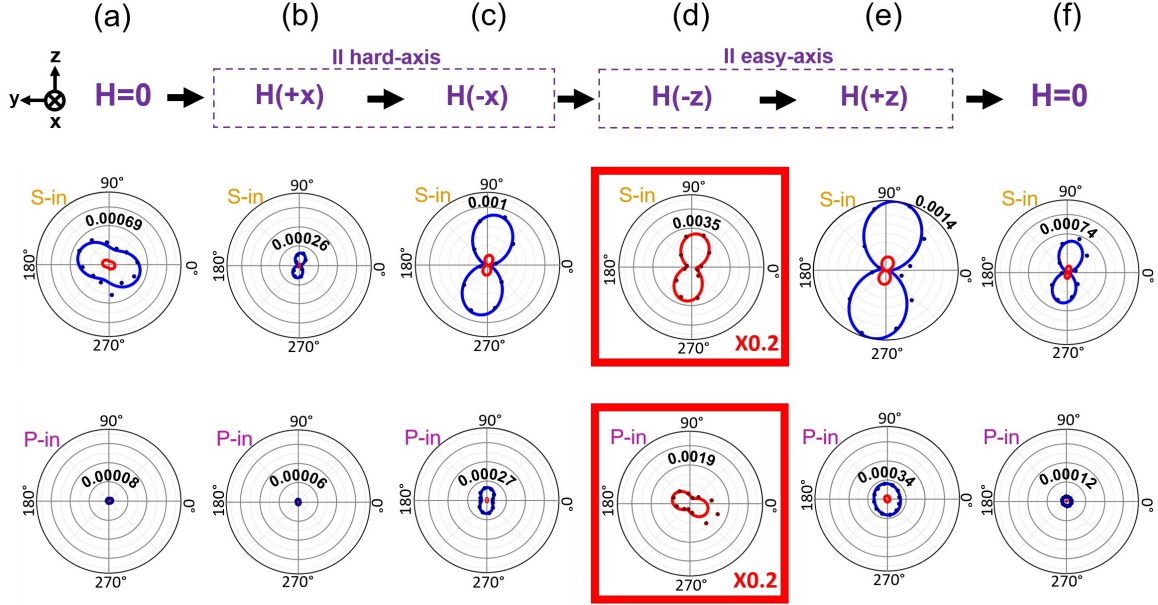 (a) (b) (c) (d) (e) (f)
II hard-axis II easy-axis
z
y
x
H=0 H(+x) H(-x) H(-z) H(+z) H=0
S-in S-in S-in S-in S-in S-in
90° 90° 90° 90° 90° 90°
0.00069 0.00026 0.001 0.0035 0.0014 0.00074
180° 0° 180° 0° 180° 0° 180° 0° 180° 0° 180° 0°
270° 270° 270° 270° 270° 270°
X0.2
P-in P-in P-in P-in P-in P-in
90° 90° 90° 90° 90° 90°
0.00008 0.00006 0.00027 0.0019 0.00034 0.00012
180° 0° 180° 0° 180° 0° 180° 0° 180° 0° 180° 0°
270° 270° 270° 270° 270° 270°
X0.2